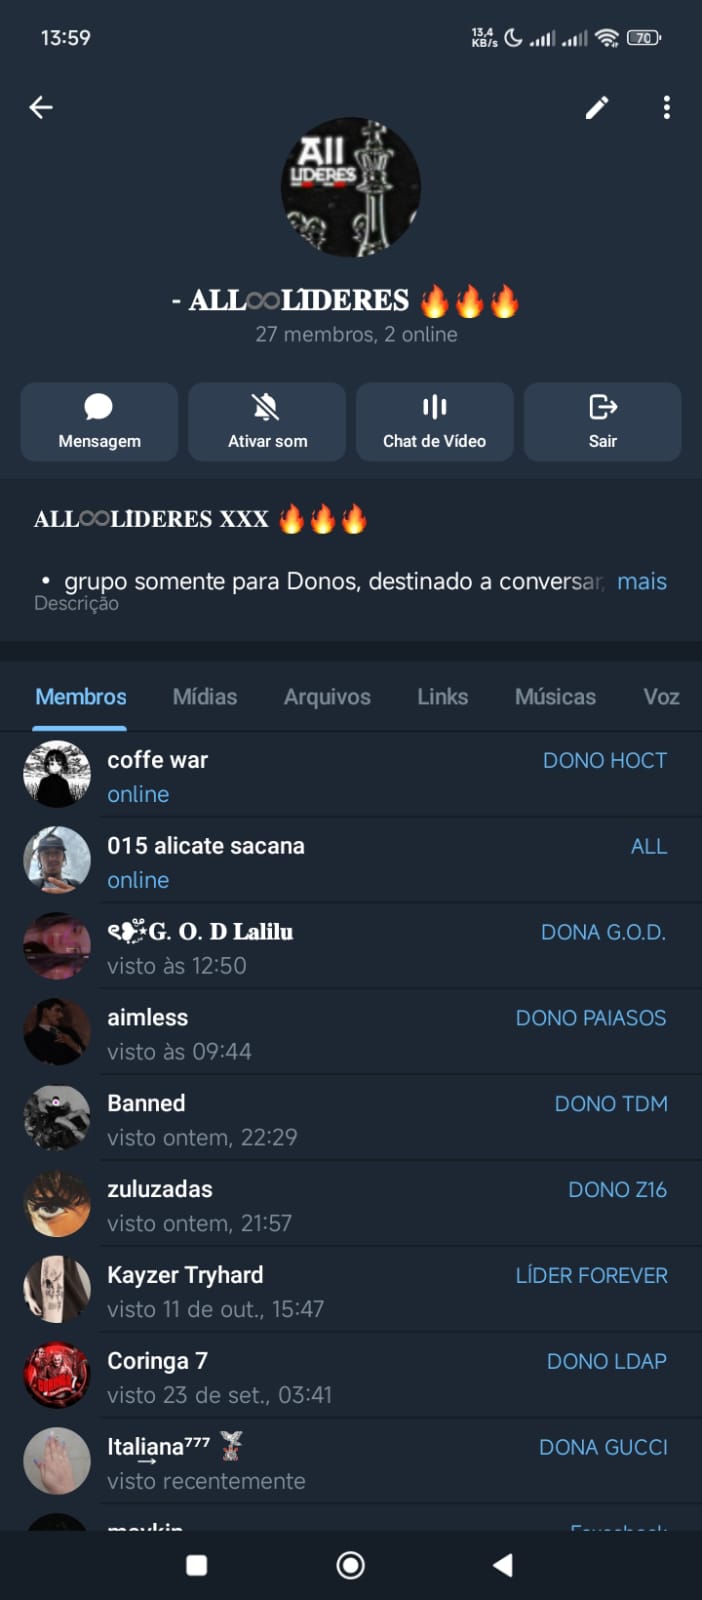 13:59
13,4
KB/s
70
All
LIDERES
- ALL♾️LÍDERES 🔥🔥🔥
27 membros, 2 online
Mensagem
Ativar som
Chat de Vídeo
Sair
ALL♾️LÍDERES XXX 🔥🔥🔥
• grupo somente para Donos, destinado a conversar, mais
Descrição
Membros Mídias Arquivos Links Músicas Voz
coffe war DONO HOCT
online
015 alicate sacana ALL
online
G. O. D Lalilu DONA G.O.D.
visto às 12:50
aimless DONO PAIASOS
visto às 09:44
Banned DONO TDM
visto ontem, 22:29
zuluzadas DONO Z16
visto ontem, 21:57
Kayzer Tryhard LÍDER FOREVER
visto 11 de out., 15:47
Coringa 7 DONO LDAP
visto 23 de set., 03:41
Italiana⁷⁷⁷ DONA GUCCI
visto recentemente